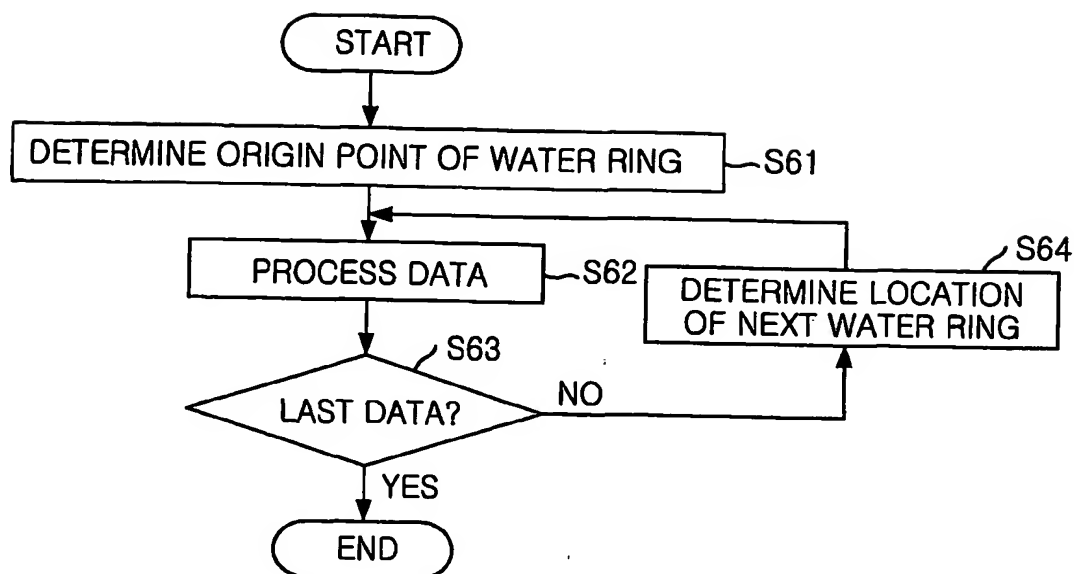 START
DETERMINE ORIGIN POINT OF WATER RING
S61
PROCESS DATA
S62
S64
DETERMINE LOCATION
OF NEXT WATER RING
S63
LAST DATA?
NO
YES
END